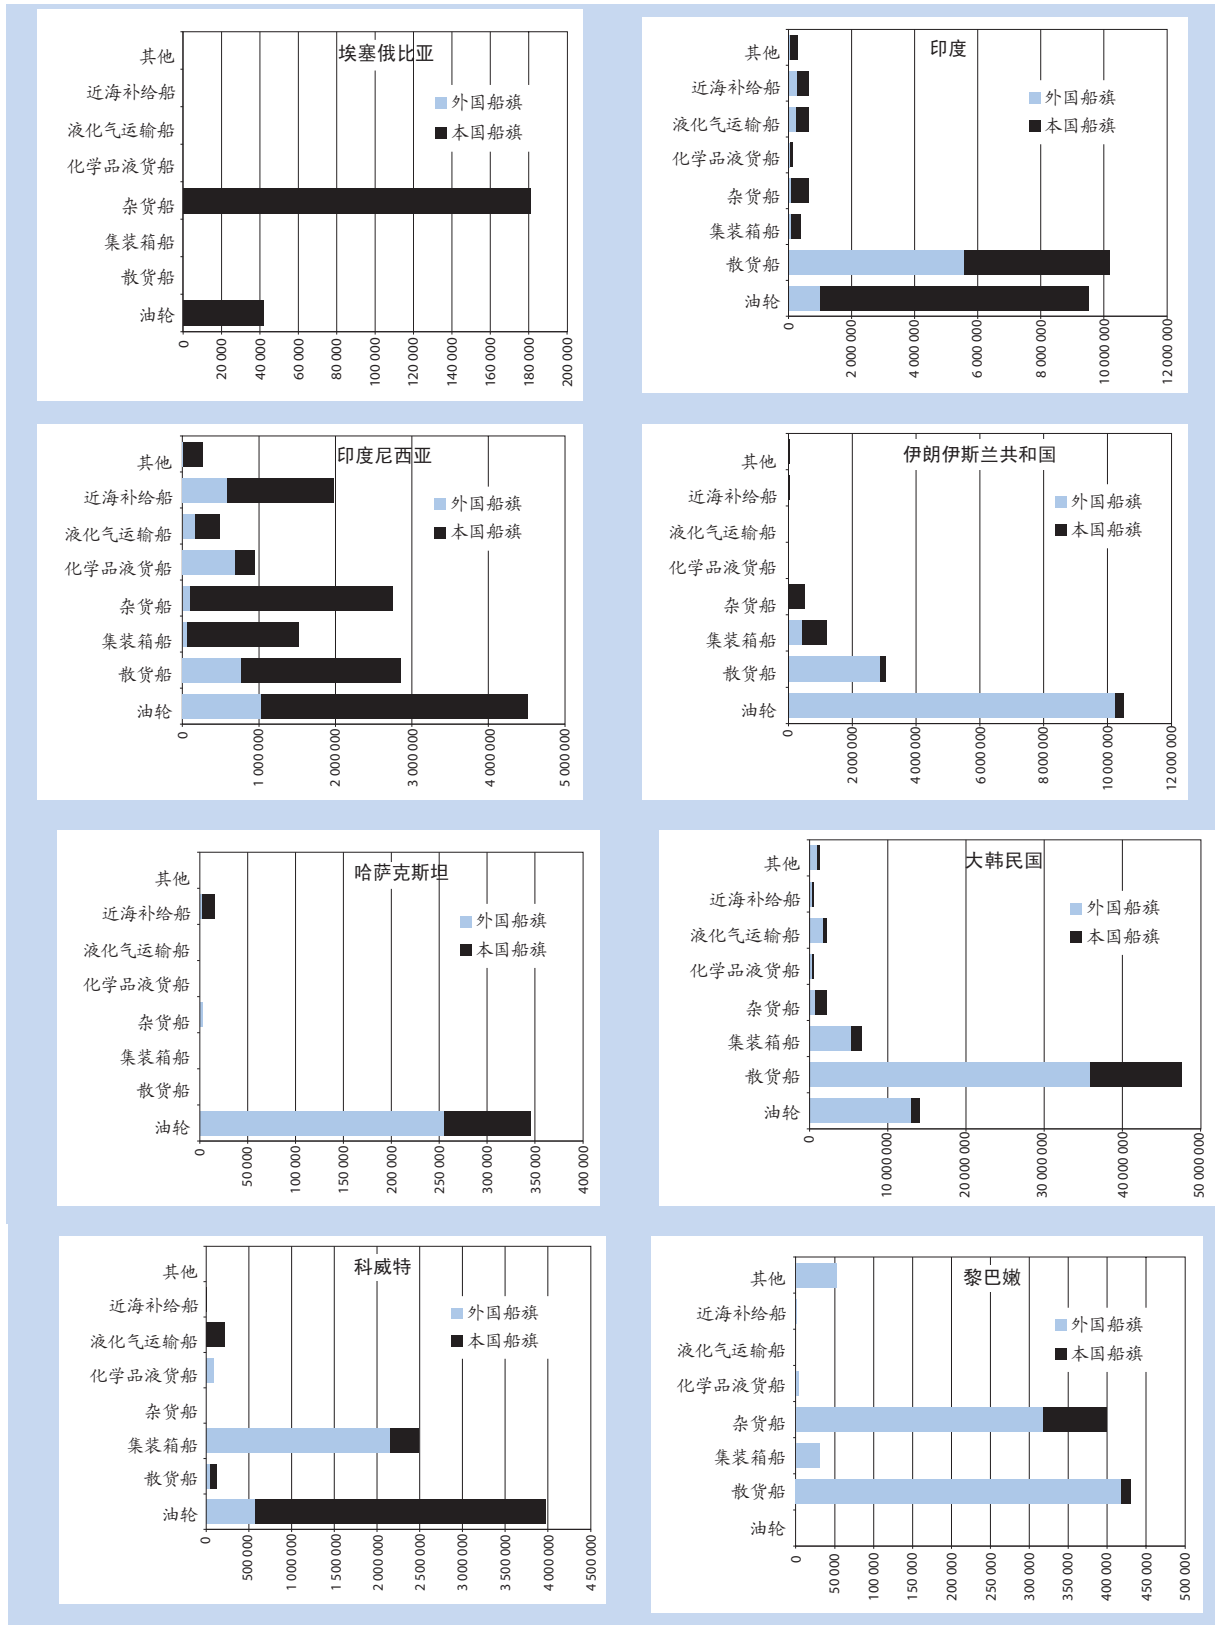 埃塞俄比亚
外国船旗
本国船旗
其他
近海补给船
液化气运输船
化学品液货船
杂货船
集装箱船
散货船
油轮
0
20 000
40 000
60 000
80 000
100 000
120 000
140 000
160 000
180 000
200 000
印度
外国船旗
本国船旗
其他
近海补给船
液化气运输船
化学品液货船
杂货船
集装箱船
散货船
油轮
0
2 000 000
4 000 000
6 000 000
8 000 000
10 000 000
12 000 000
印度尼西亚
外国船旗
本国船旗
其他
近海补给船
液化气运输船
化学品液货船
杂货船
集装箱船
散货船
油轮
0
1 000 000
2 000 000
3 000 000
4 000 000
5 000 000
伊朗伊斯兰共和国
外国船旗
本国船旗
其他
近海补给船
液化气运输船
化学品液货船
杂货船
集装箱船
散货船
油轮
0
2 000 000
4 000 000
6 000 000
8 000 000
10 000 000
12 000 000
哈萨克斯坦
外国船旗
本国船旗
其他
近海补给船
液化气运输船
化学品液货船
杂货船
集装箱船
散货船
油轮
0
50 000
100 000
150 000
200 000
250 000
300 000
350 000
400 000
大韩民国
外国船旗
本国船旗
其他
近海补给船
液化气运输船
化学品液货船
杂货船
集装箱船
散货船
油轮
0
10 000 000
20 000 000
30 000 000
40 000 000
50 000 000
科威特
外国船旗
本国船旗
其他
近海补给船
液化气运输船
化学品液货船
杂货船
集装箱船
散货船
油轮
0
500 000
1 000 000
1 500 000
2 000 000
2 500 000
3 000 000
3 500 000
4 000 000
4 500 000
黎巴嫩
外国船旗
本国船旗
其他
近海补给船
液化气运输船
化学品液货船
杂货船
集装箱船
散货船
油轮
0
50 000
100 000
150 000
200 000
250 000
300 000
350 000
400 000
450 000
500 000